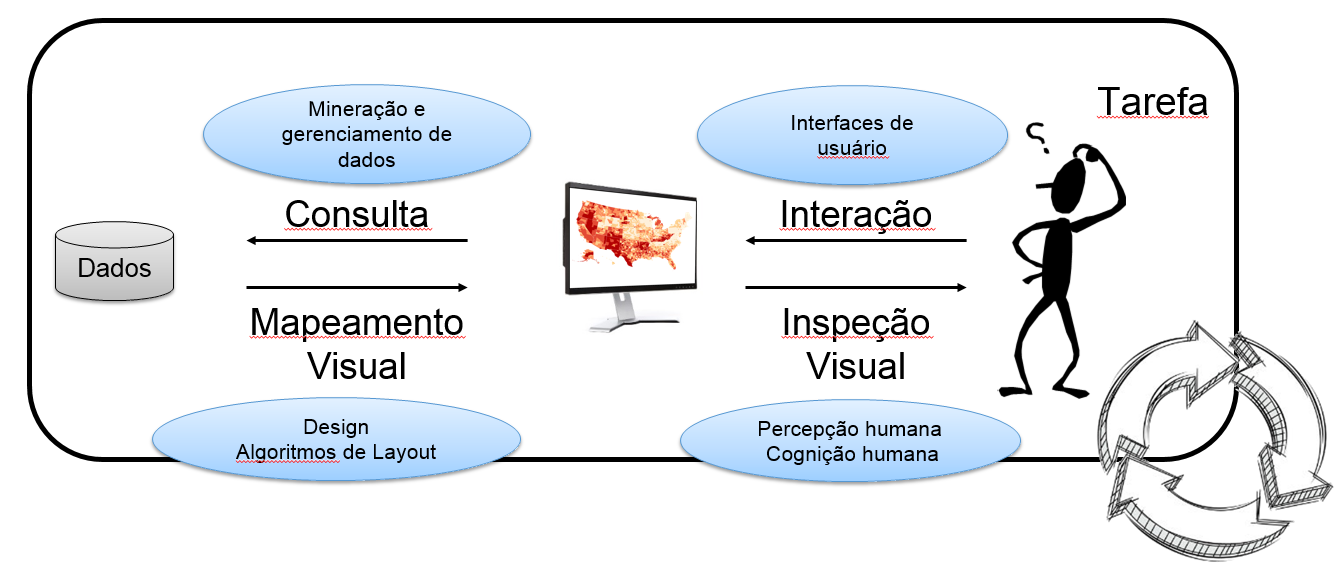 Tarefa
Mineração e
gerenciamento de
dados
Interfaces de
usuário
?
Consulta
Interação
Dados
Mapeamento
Visual
Inspeção
Visual
Design
Algoritmos de Layout
Percepção humana
Cognição humana